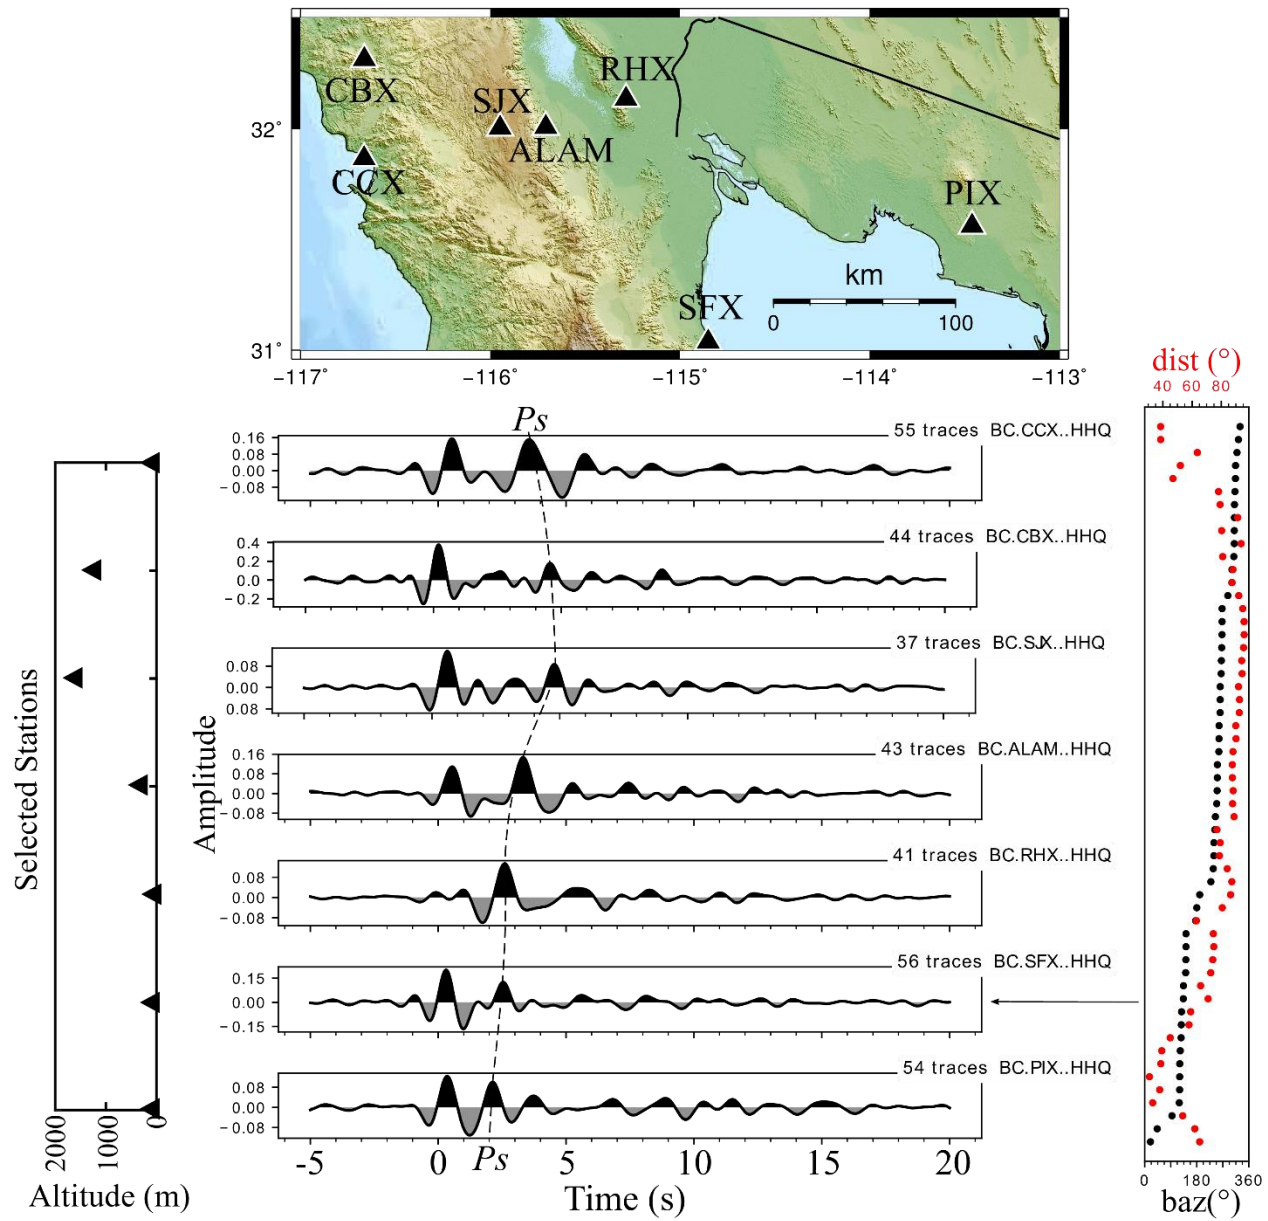 CBX
SJX
RHX
ALAM
CCX
PIX
SFX
km
0 100
32°
31°
−117° −116° −115° −114° −113°
dist (°)
40 60 80
Ps
55 traces BC.CCX..HHQ
0.16
0.08
0.00
−0.08
44 traces BC.CBX..HHQ
0.4
0.2
0.0
−0.2
37 traces BC.SJX..HHQ
0.08
0.00
0.08
43 traces BC.ALAM..HHQ
0.16
0.08
0.00
−0.08
41 traces BC.RHX..HHQ
0.08
0.00
−0.08
56 traces BC.SFX..HHQ
0.15
0.00
−0.15
54 traces BC.PIX..HHQ
0.08
0.00
−0.08
Selected Stations
Amplitude
2000 1000 0
Altitude (m)
Ps
-5 0 5 10 15 20
Time (s)
0 180 360
baz(°)